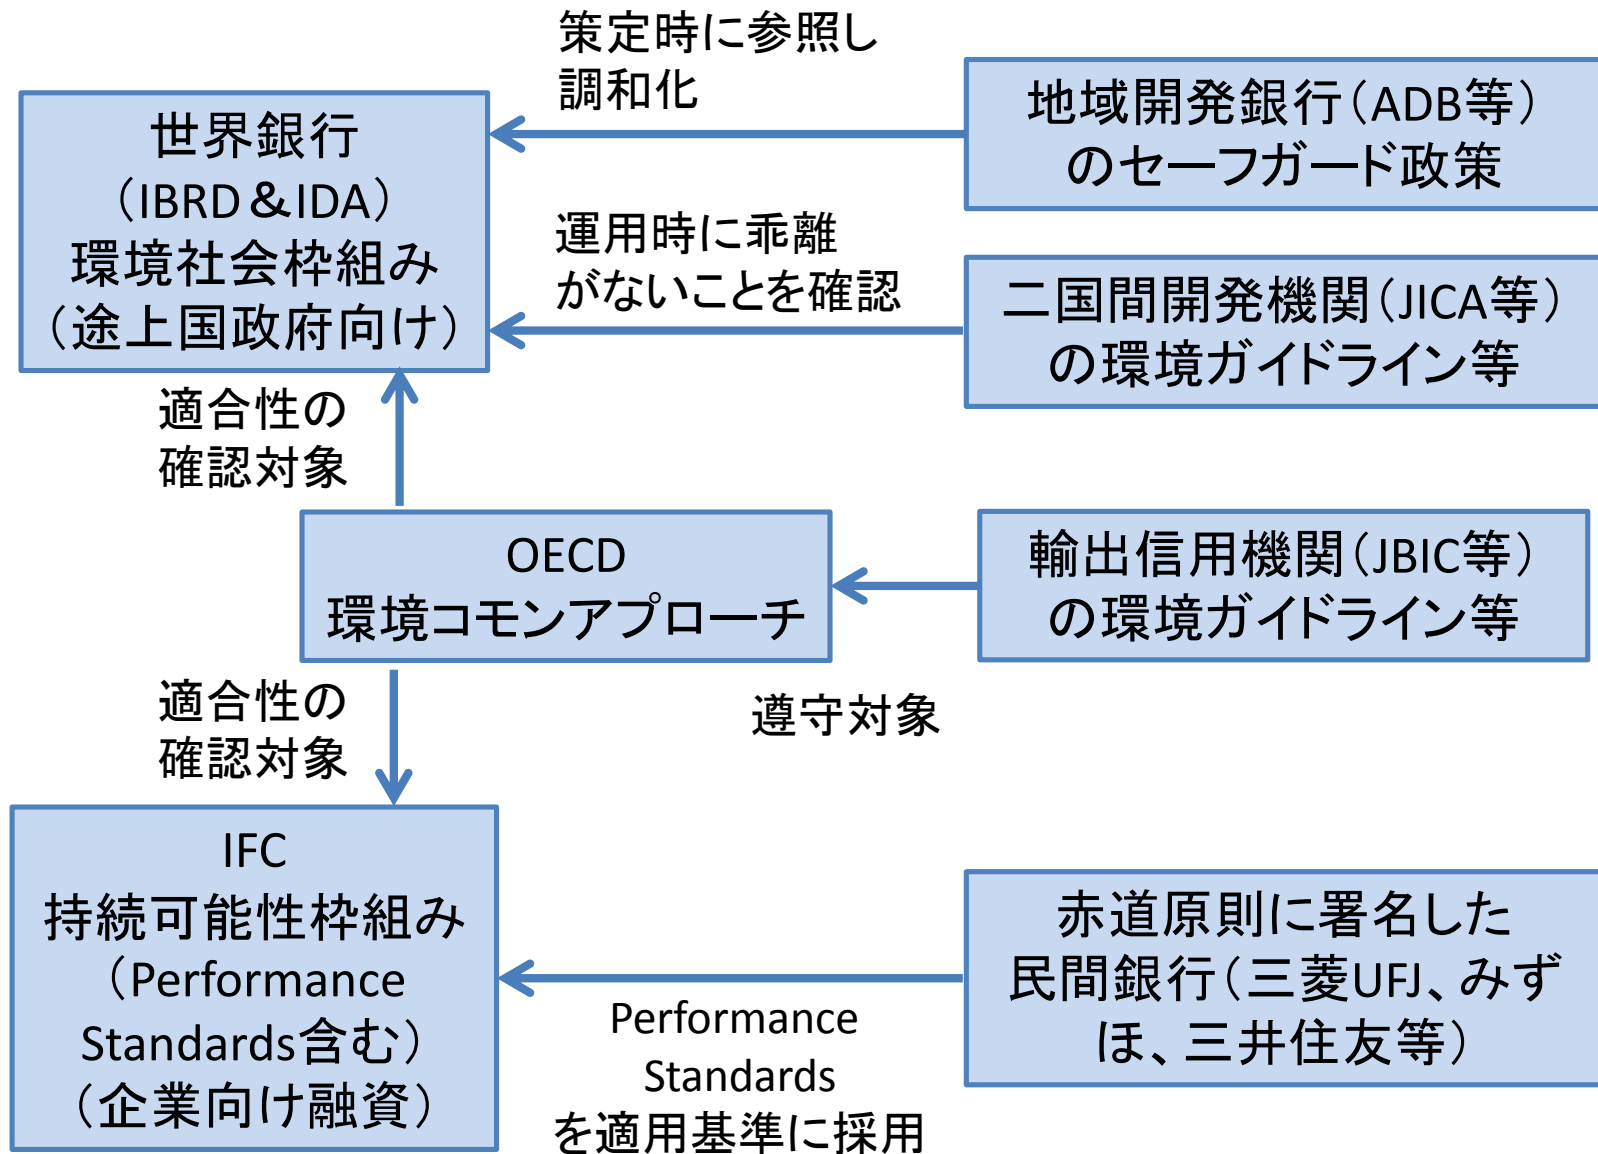 策定時に参照し
調和化
世界銀行
（IBRD＆IDA）
環境社会枠組み
（途上国政府向け）
地域開発銀行（ADB等）
のセーフガード政策
運用時に乖離
がないことを確認
二国間開発機関（JICA等）
の環境ガイドライン等
適合性の
確認対象
OECD
環境コモンアプローチ
輸出信用機関（JBIC等）
の環境ガイドライン等
適合性の
確認対象
遵守対象
IFC
持続可能性枠組み
（Performance
Standards含む）
（企業向け融資）
赤道原則に署名した
民間銀行（三菱UFJ、みず
ほ、三井住友等）
Performance
Standards
を適用基準に採用